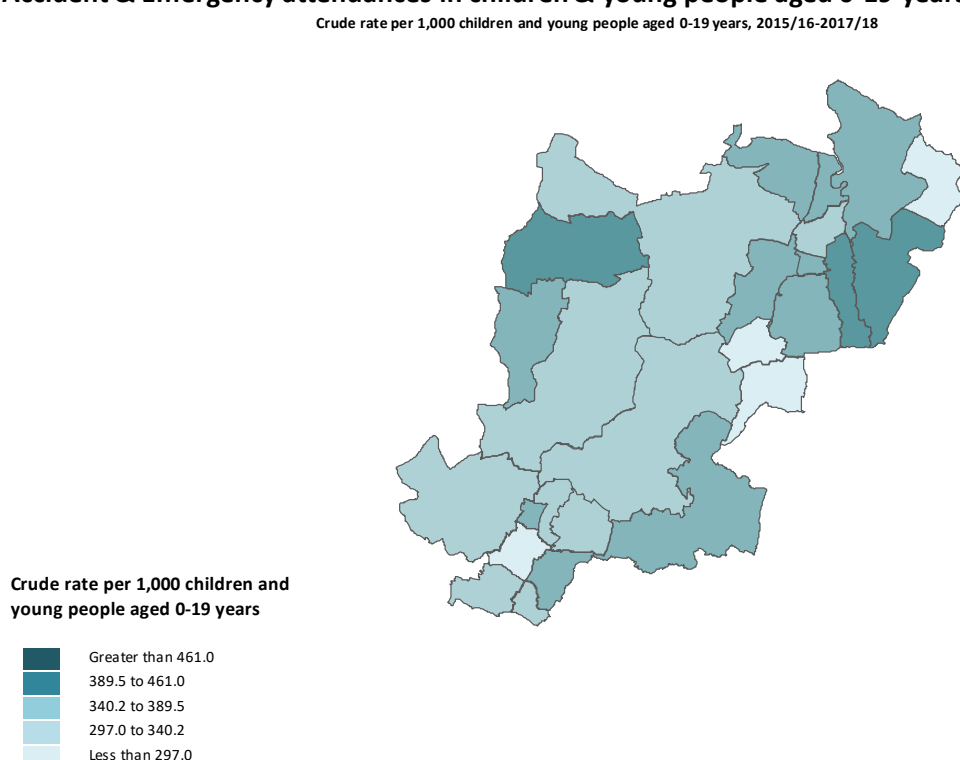 Accident & Emergency attendances in children & young people aged 0-19 years
Crude rate per 1,000 children and young people aged 0-19 years, 2015/16-2017/18
Crude rate per 1,000 children and
young people aged 0-19 years
Greater than 461.0
389.5 to 461.0
340.2 to 389.5
297.0 to 340.2
Less than 297.0